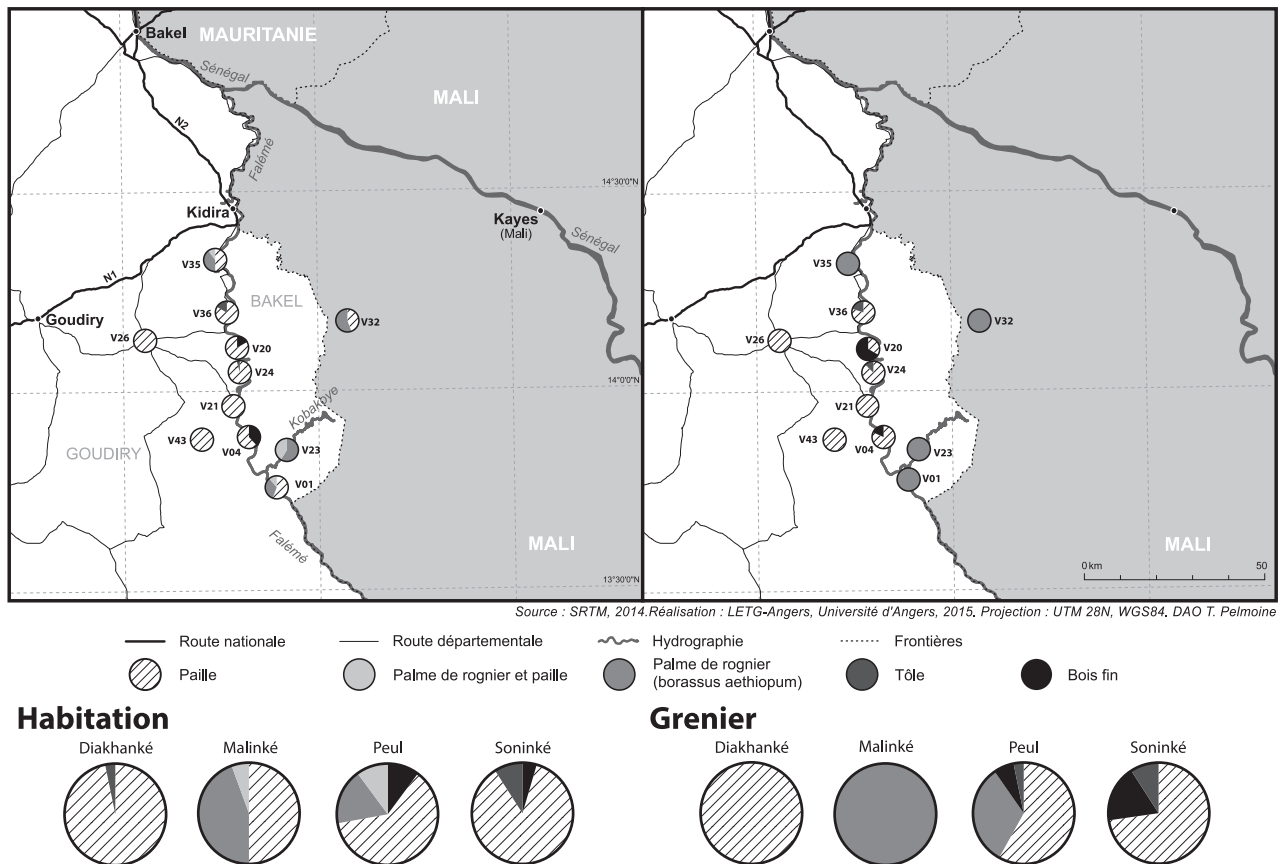 Bakel
MAURITANIE
Sénégal
MALI
N2
Falémé
14°30'0"N
Kidira
Kayes
(Mali)
Sénégal
V35
N1
BAKEL
V36
Goudiry
V32
V26
V20
V24
14°0'0"N
V21
Kobakoye
V43
V04
V23
GOUDIRY
V01
Falémé
MALI
13°30'0"N
V35
V36
V32
V26
V20
V24
V21
V43
V04
V23
V01
MALI
0 km 50
Source : SRTM, 2014.Réalisation : LETG-Angers, Université d'Angers, 2015. Projection : UTM 28N, WGS84. DAO T. Pelmoine
Route nationale Route départementale Hydrographie Frontières
Paille Palme de rognier et paille Palme de rognier (borassus aethiopum) Tôle Bois fin
Habitation
Diakhanké Malinké Peul Soninké
Grenier
Diakhanké Malinké Peul Soninké